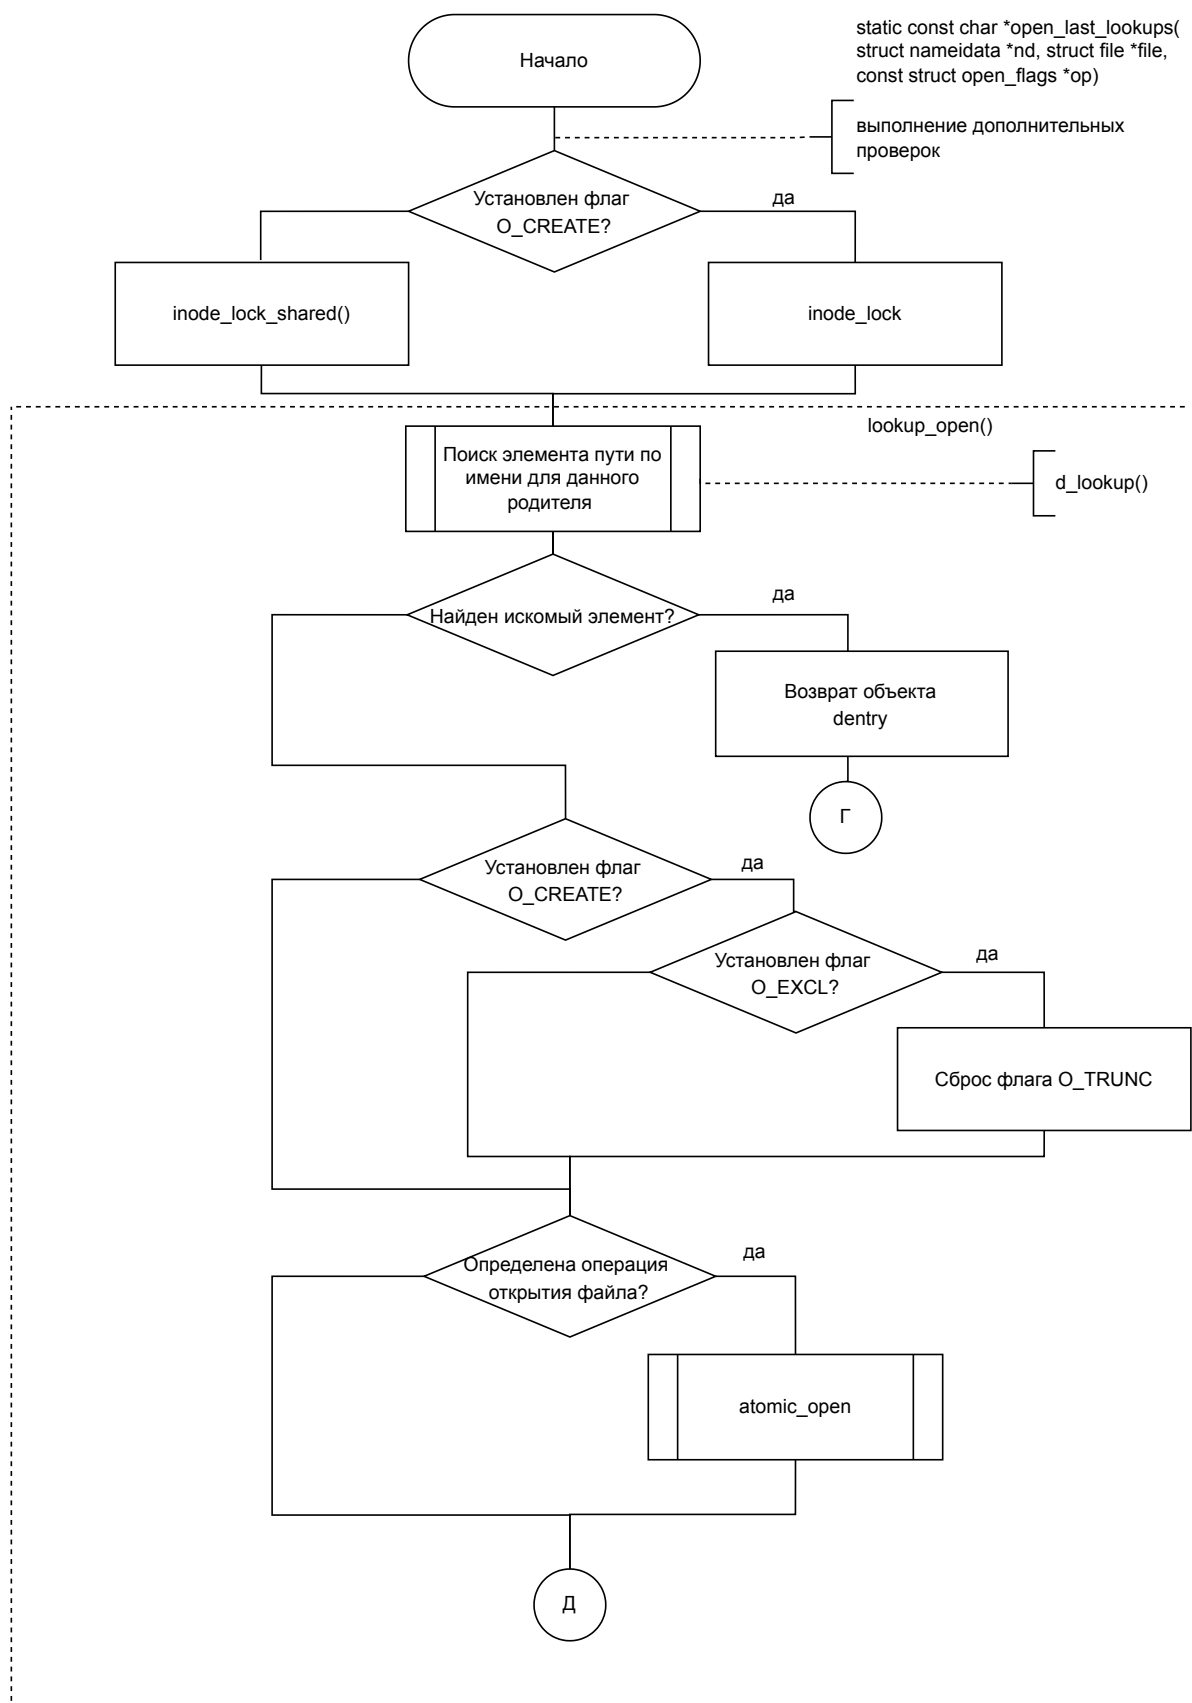 static const char *open_last_lookups(
struct nameidata *nd, struct file *file,
const struct open_flags *op)
Начало
выполнение дополнительных
проверок
Установлен флаг
O_CREATE?
да
inode_lock_shared()
inode_lock
lookup_open()
Поиск элемента пути по
имени для данного
родителя
d_lookup()
Найден искомый элемент?
да
Возврат объекта
dentry
Г
Установлен флаг
O_CREATE?
да
Установлен флаг
O_EXCL?
да
Сброс флага O_TRUNC
Определена операция
открытия файла?
да
atomic_open
Д